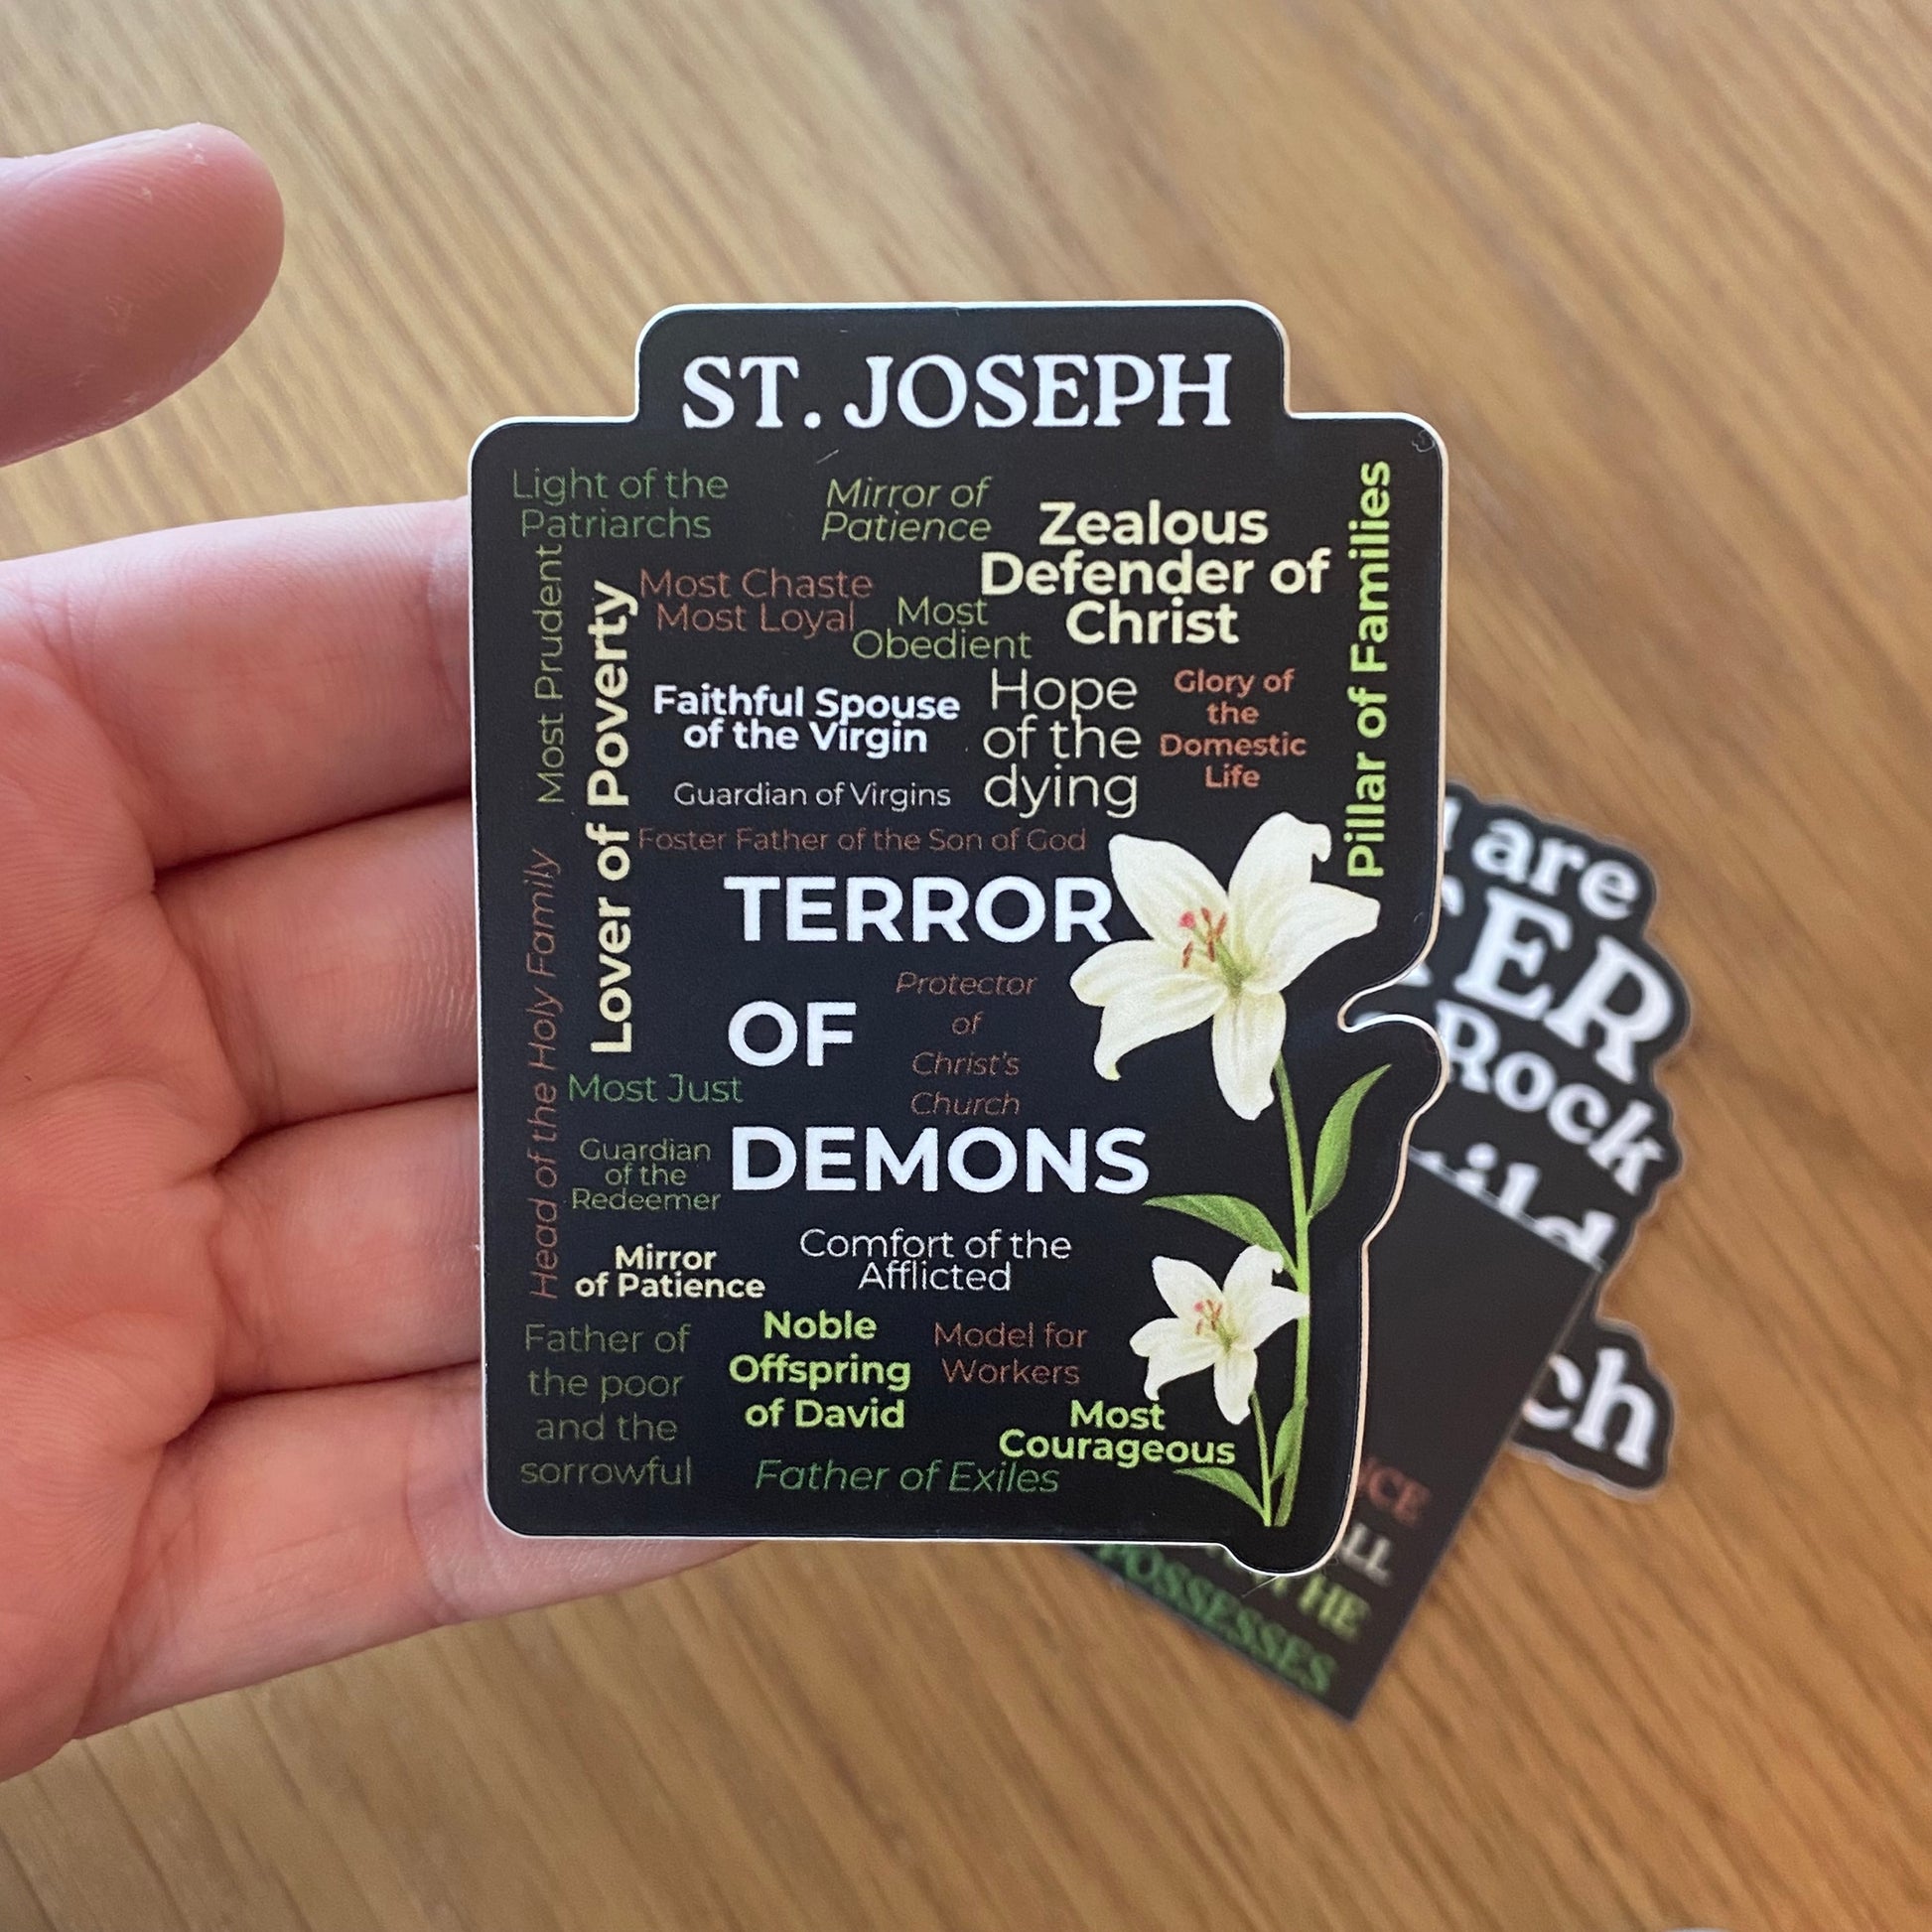 ST. JOSEPH
Light of the
Patriarchs
Mirror of
Patience
Zealous
Defender of
Christ
Pillar of Families
Most Prudent
Lover of Poverty
Most Chaste
Most Loyal
Most
Obedient
Faithful Spouse
of the Virgin
Hope
of the
dying
Glory of
the
Domestic
Life
Guardian of Virgins
Foster Father of the Son of God
Head of the Holy Family
TERROR
OF
DEMONS
Protector
of
Christ's
Church
Most Just
Guardian
of the
Redeemer
Mirror
of Patience
Comfort of the
Afflicted
Father of
the poor
and the
sorrowful
Noble
Offspring
of David
Model for
Workers
Most
Courageous
Father of Exiles
are
Rock
HE
POSSESSES